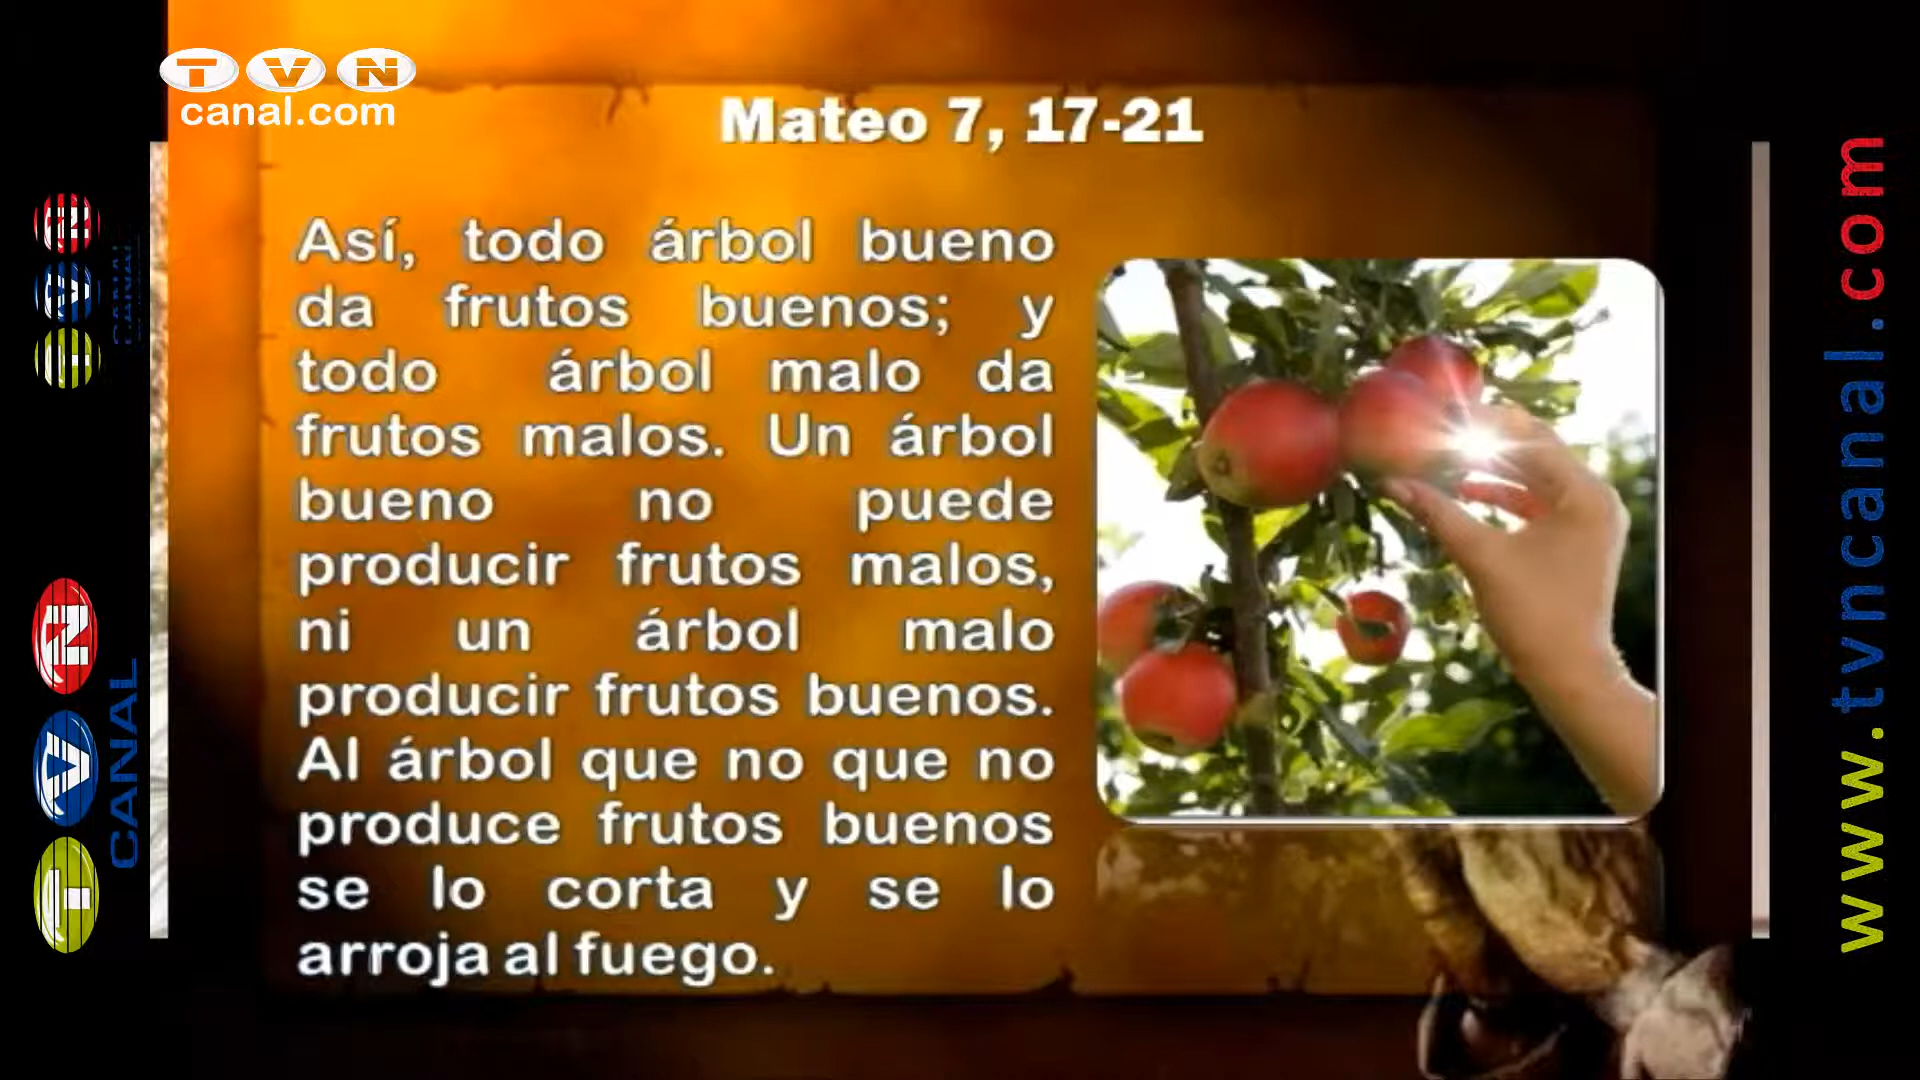 T V N
canal.com
Mateo 7, 17-21
Así, todo árbol bueno
da frutos buenos; y
todo árbol malo da
frutos malos. Un árbol
bueno no puede
producir frutos malos,
ni un árbol malo
producir frutos buenos.
Al árbol que no que no
produce frutos buenos
se lo corta y se lo
arroja al fuego.
TVN
CANAL
TVN
CANAL
www.tvncanal.com